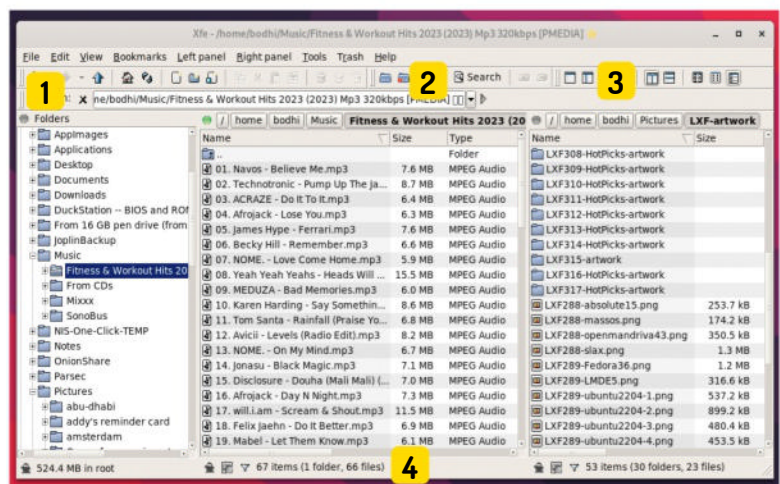 Xfe - /home/bodhi/Music/Fitness & Workout Hits 2023 (2023) Mp3 320kbps [PMEDIA]
File Edit View Bookmarks Left panel Right panel Tools Trash Help
1 2 Search 3
x me/bodhi/Music/Fitness & Workout Hits 2023 (2023) Mp3 320kbps [PMEDIA]
Folders / home bodhi Music Fitness & Workout Hits 2023 (20 / home bodhi Pictures LXF-artwork
AppImages Name Size Type Name Size
Applications .. Folder LXF308-HotPicks-artwork
Desktop 01. Navos - Believe Me.mp3 7.6 MB MPEG Audio LXF309-HotPicks-artwork
Documents 02. Technotronic - Pump Up The Ja... 8.7 MB MPEG Audio LXF310-HotPicks-artwork
Downloads 03. ACRAZE - Do It To It.mp3 6.4 MB MPEG Audio LXF311-HotPicks-artwork
DuckStation -- BIOS and RO 04. Afrojack - Lose You.mp3 6.3 MB MPEG Audio LXF312-HotPicks-artwork
From 16 GB pen drive (from 05. James Hype - Ferrari.mp3 7.6 MB MPEG Audio LXF313-HotPicks-artwork
JoplinBackup 06. Becky Hill - Remember.mp3 6.6 MB MPEG Audio LXF314-HotPicks-artwork
Music 07. NOME. - Love Come Home.mp3 5.9 MB MPEG Audio LXF315-artwork
Fitness & Workout Hits 20 08. Yeah Yeah Yeahs - Heads Will ... 15.5 MB MPEG Audio LXF316-HotPicks-artwork
From CDs 09. MEDUZA - Bad Memories.mp3 6.0 MB MPEG Audio LXF317-HotPicks-artwork
Mixxx 10. Karen Harding - Say Somethin... 8.6 MB MPEG Audio LXF288-absolute15.png 253.7 kB
SonoBus 11. Tom Santa - Rainfall (Praise Yo... 6.8 MB MPEG Audio LXF288-massos.png 174.2 kB
NIS-One-Click-TEMP 12. Avicii - Levels (Radio Edit).mp3 8.2 MB MPEG Audio LXF288-openmandriva43.png 350.5 kB
Notes 13. NOME. - On My Mind.mp3 6.7 MB MPEG Audio LXF288-slax.png 1.3 MB
OnionShare 14. Jonasu - Black Magic.mp3 7.1 MB MPEG Audio LXF289-Fedora36.png 1.2 MB
Parsec 15. Disclosure - Douha (Mali Mali) (... 7.0 MB MPEG Audio LXF289-LMDE5.png 316.6 kB
Pictures 16. Afrojack - Day N Night.mp3 7.3 MB MPEG Audio LXF289-ubuntu2204-1.png 537.2 kB
abu-dhabi 17. will.i.am - Scream & Shout.mp3 11.5 MB MPEG Audio LXF289-ubuntu2204-2.png 899.2 kB
addy's reminder card 18. Felix Jaehn - Do It Better.mp3 6.9 MB MPEG Audio LXF289-ubuntu2204-3.png 480.4 kB
amsterdam 19. Mabel - Let Them Know.mp3 6.1 MB MPEG Audio LXF289-ubuntu2204-4.png 453.5 kB
524.4 MB in root 67 items (1 folder, 66 files) 4 53 items (30 folders, 23 files)